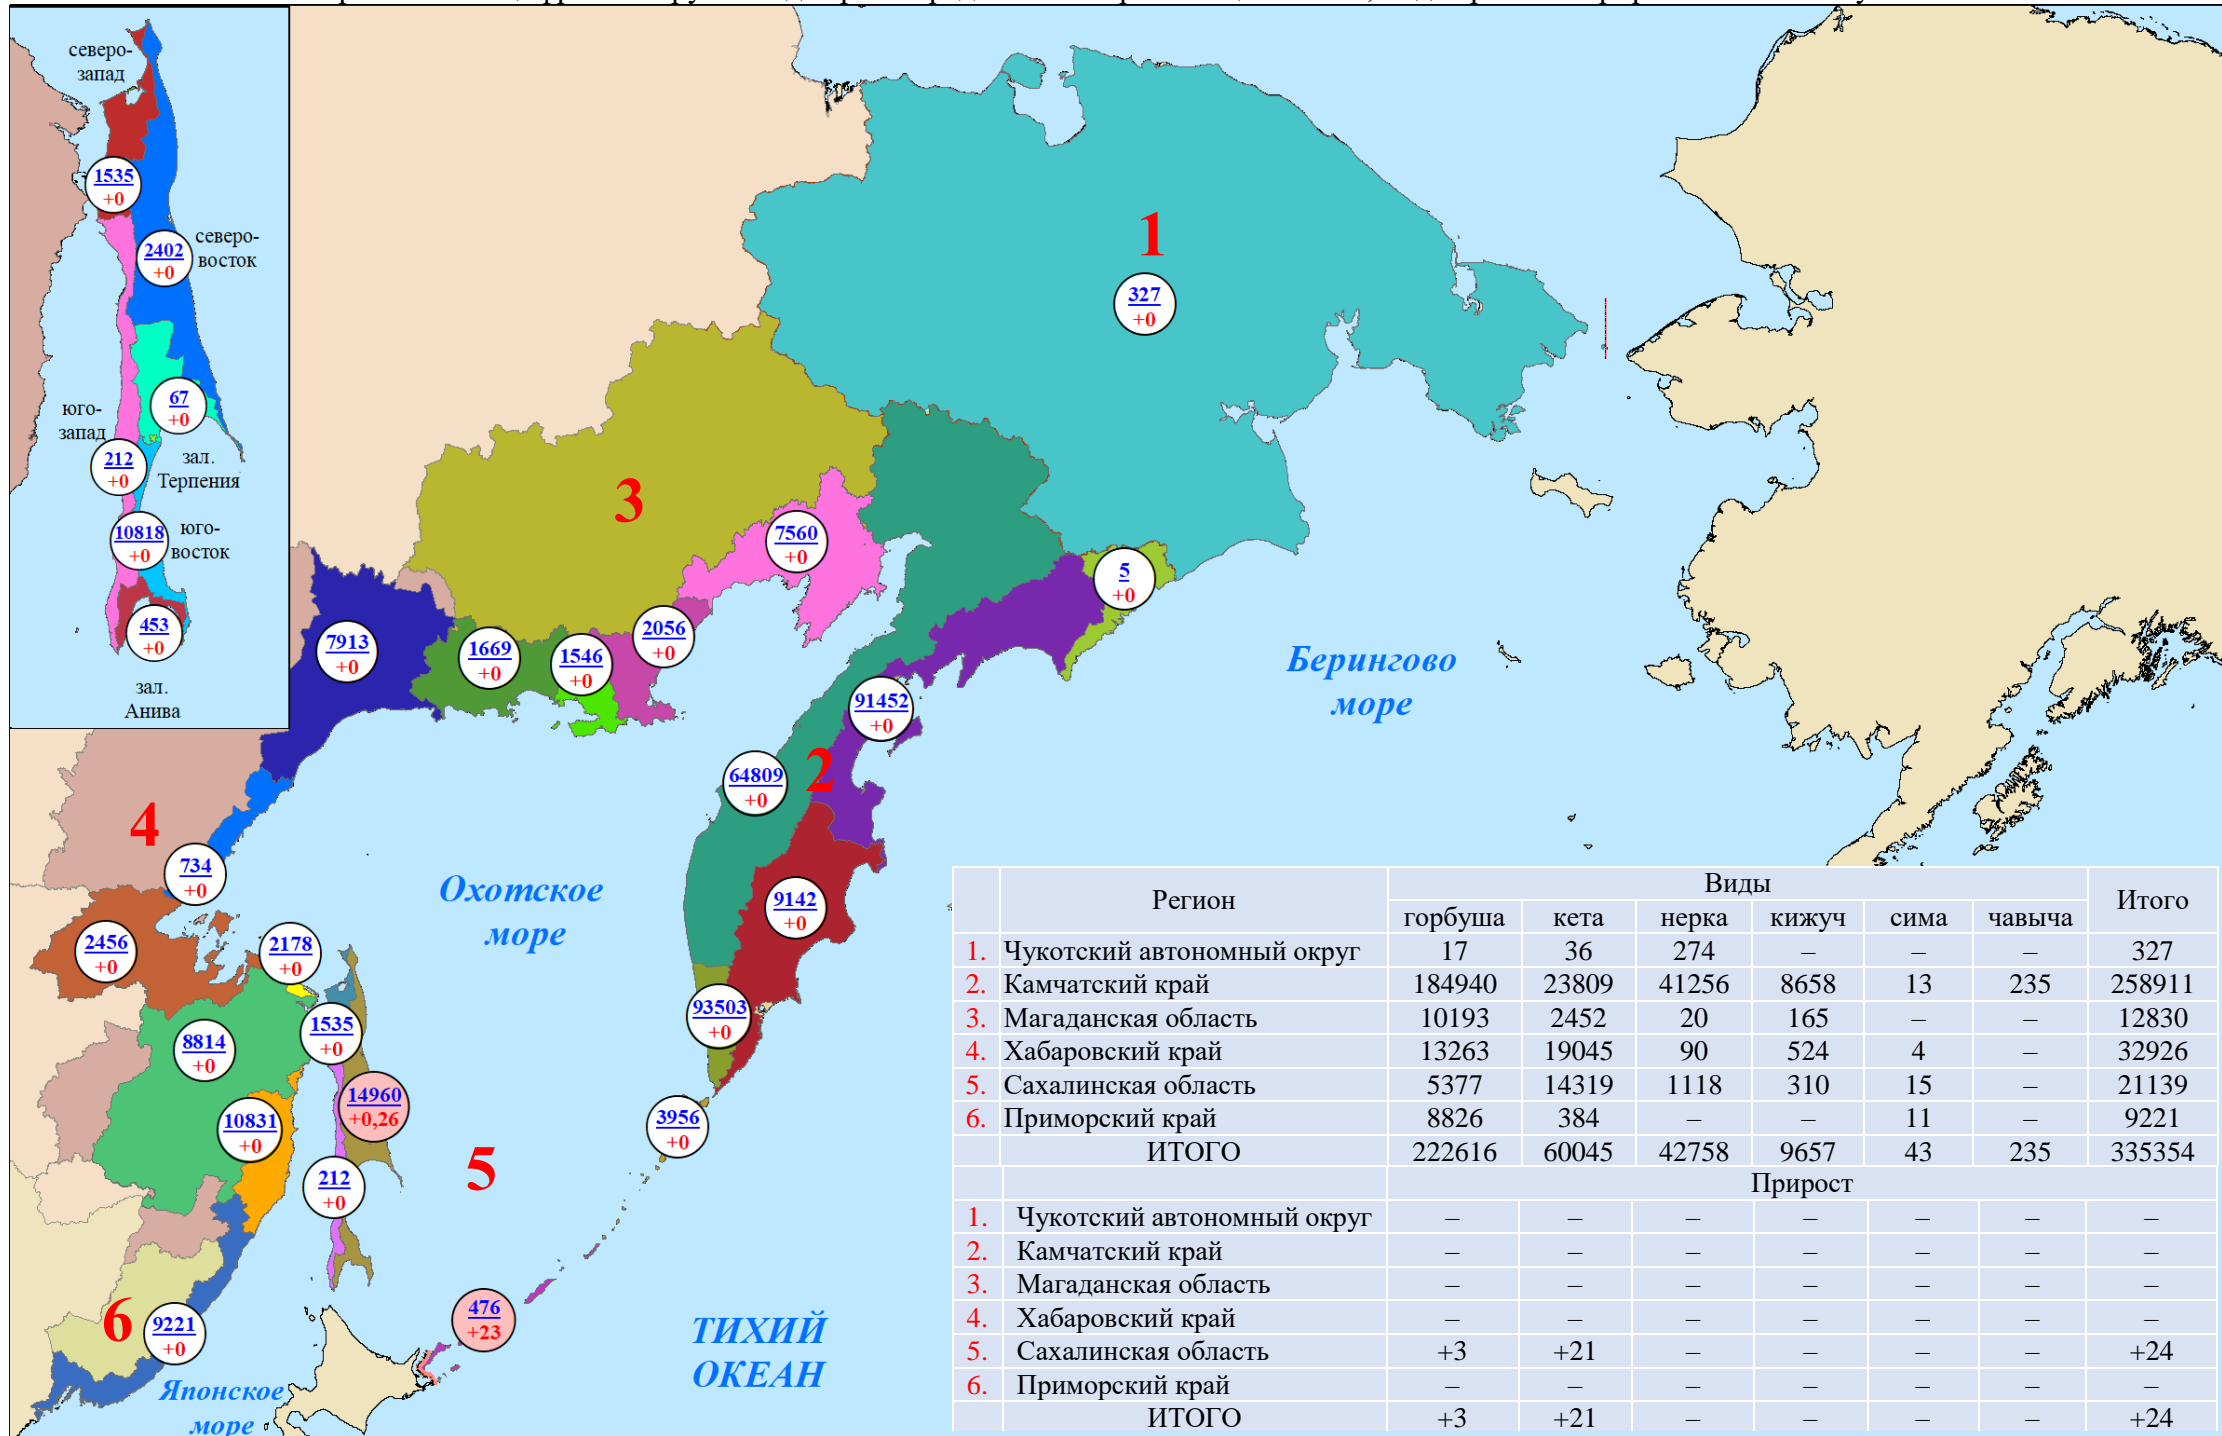 северо-
запад
1535
+0
северо-
восток
2402
+0
67
+0
юго-
запад
212
+0
зал.
Терпения
10818
+0
юго-
восток
453
+0
зал.
Анива
1
327
+0
3
7560
+0
5
+0
7913
+0
1669
+0
1546
+0
2056
+0
Берингово
море
91452
+0
64809
+0
2
4
734
+0
Охотское
море
9142
+0
2456
+0
2178
+0
93503
+0
8814
+0
1535
+0
14960
+0,26
10831
+0
3956
+0
212
+0
5
6
9221
+0
476
+23
ТИХИЙ
ОКЕАН
Японское
море
Регион Виды Итого
горбуша кета нерка кижуч сима чавыча
1. Чукотский автономный округ 17 36 274 – – – 327
2. Камчатский край 184940 23809 41256 8658 13 235 258911
3. Магаданская область 10193 2452 20 165 – – 12830
4. Хабаровский край 13263 19045 90 524 4 – 32926
5. Сахалинская область 5377 14319 1118 310 15 – 21139
6. Приморский край 8826 384 – – 11 – 9221
ИТОГО 222616 60045 42758 9657 43 235 335354
Прирост
1. Чукотский автономный округ – – – – – – –
2. Камчатский край – – – – – – –
3. Магаданская область – – – – – – –
4. Хабаровский край – – – – – – –
5. Сахалинская область +3 +21 – – – – +24
6. Приморский край – – – – – – –
ИТОГО +3 +21 – – – – +24